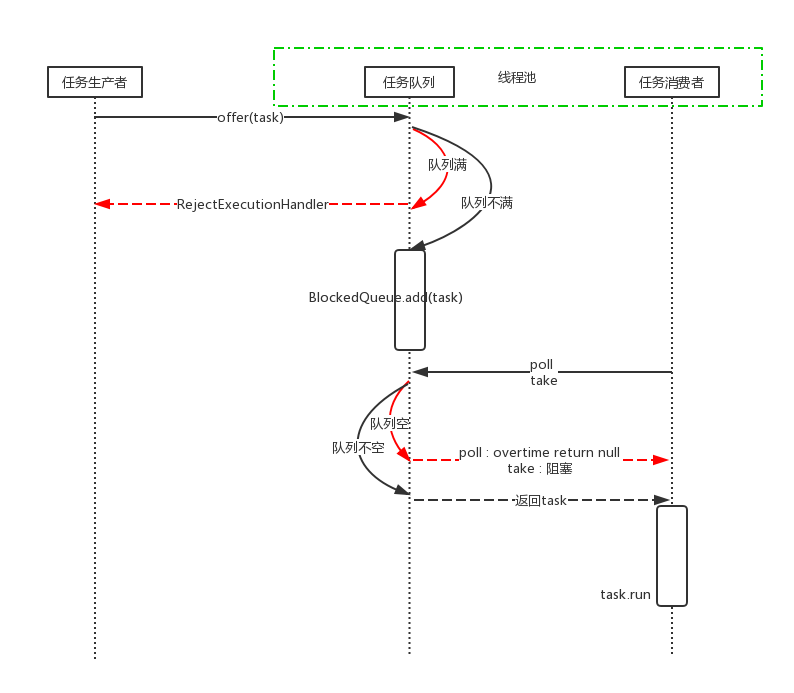 任务生产者
任务队列
线程池
任务消费者
offer(task)
队列满
队列不满
RejectExecutionHandler
BlockedQueue.add(task)
poll
take
队列空
队列不空
poll : overtime return null
take : 阻塞
返回task
task.run